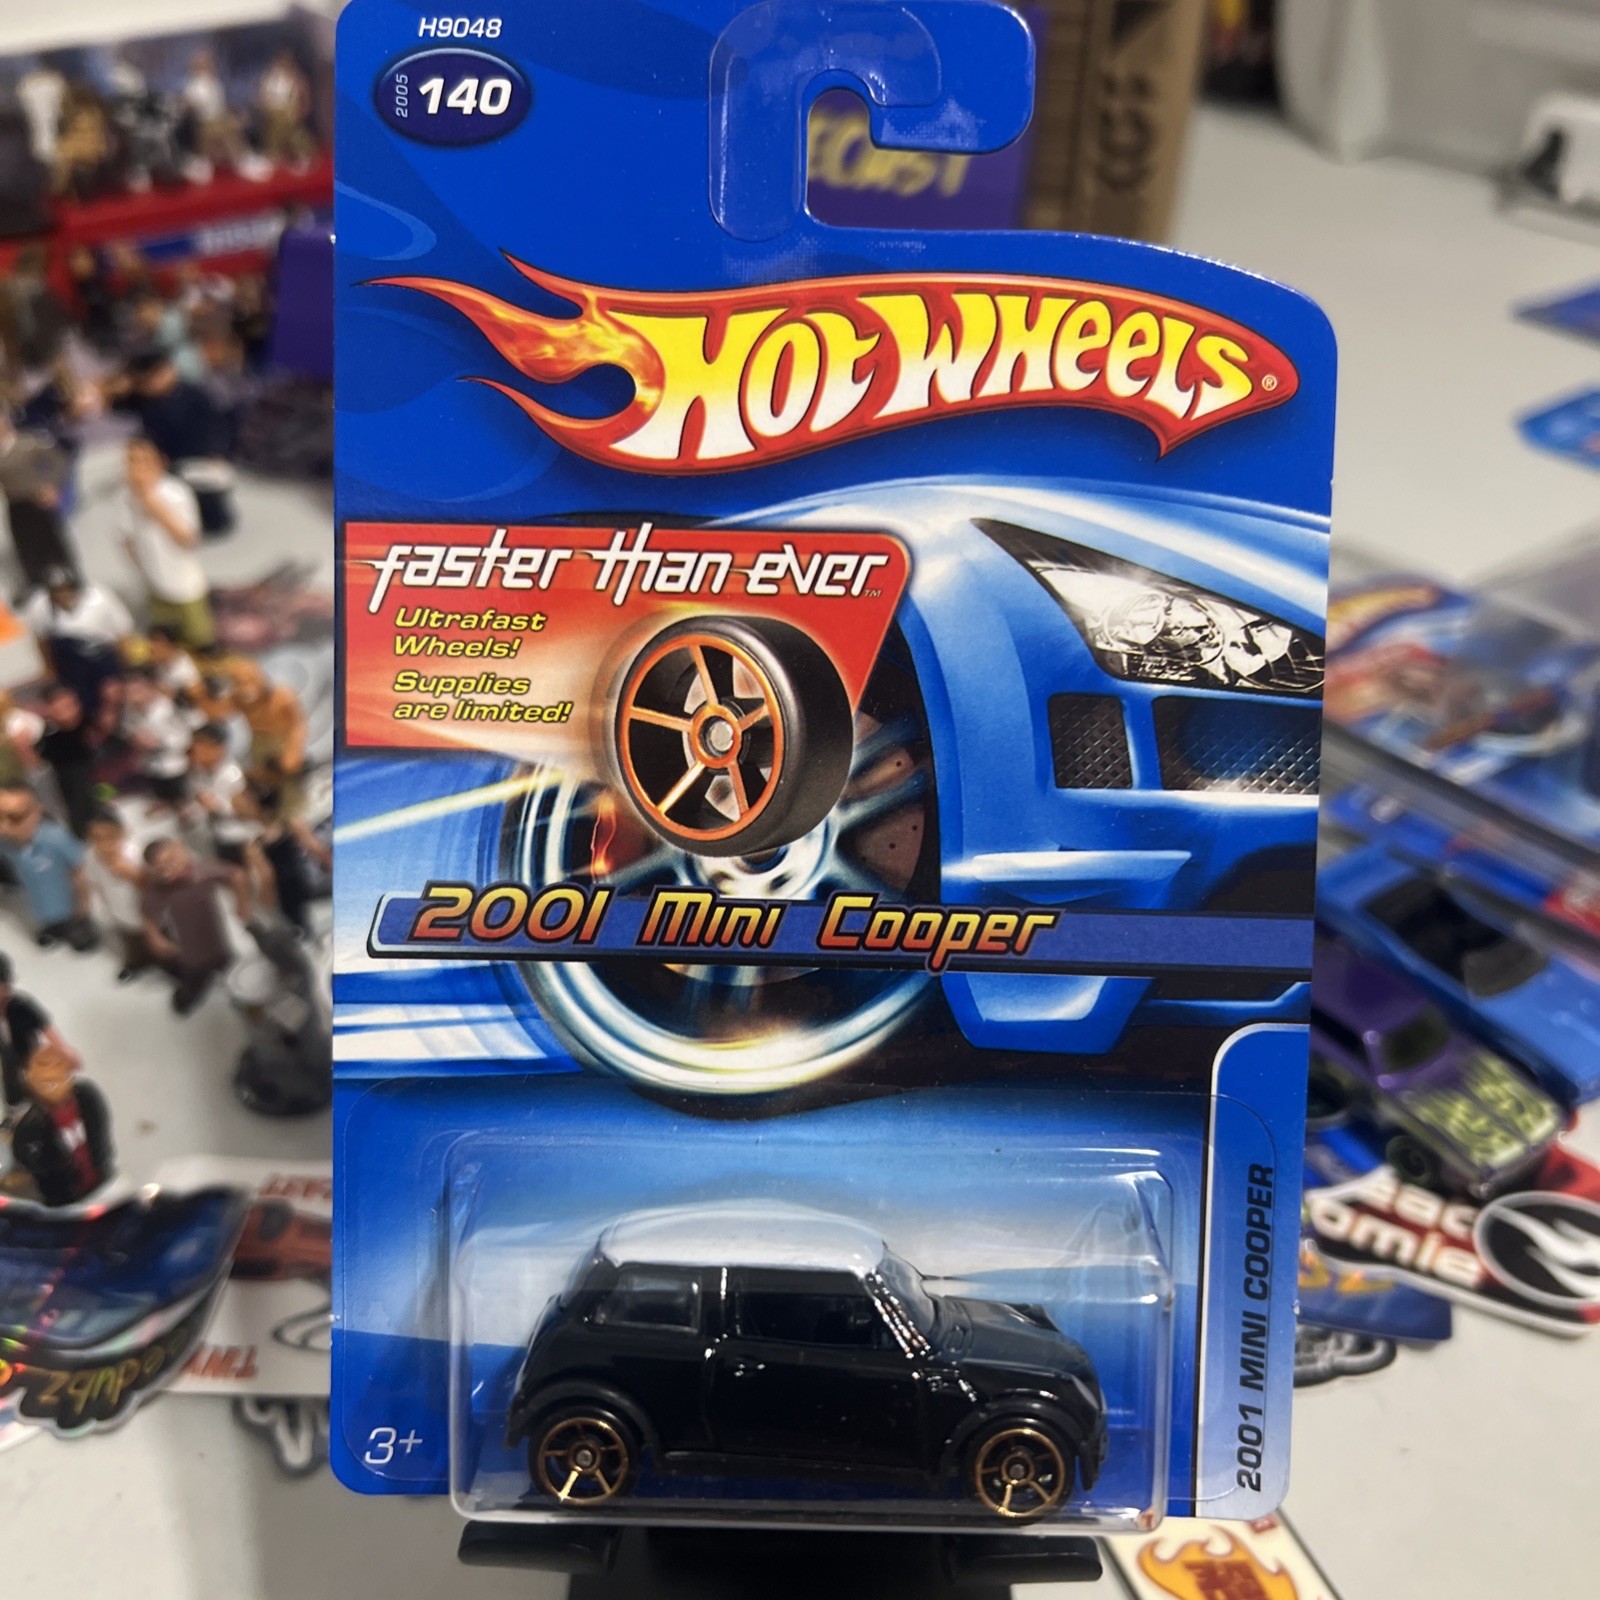 H9048
2005
140
HOT WHEELS®
faster than ever™
Ultrafast
Wheels!
Supplies
are limited!
2001 Mini Cooper
2001 MINI COOPER
3+